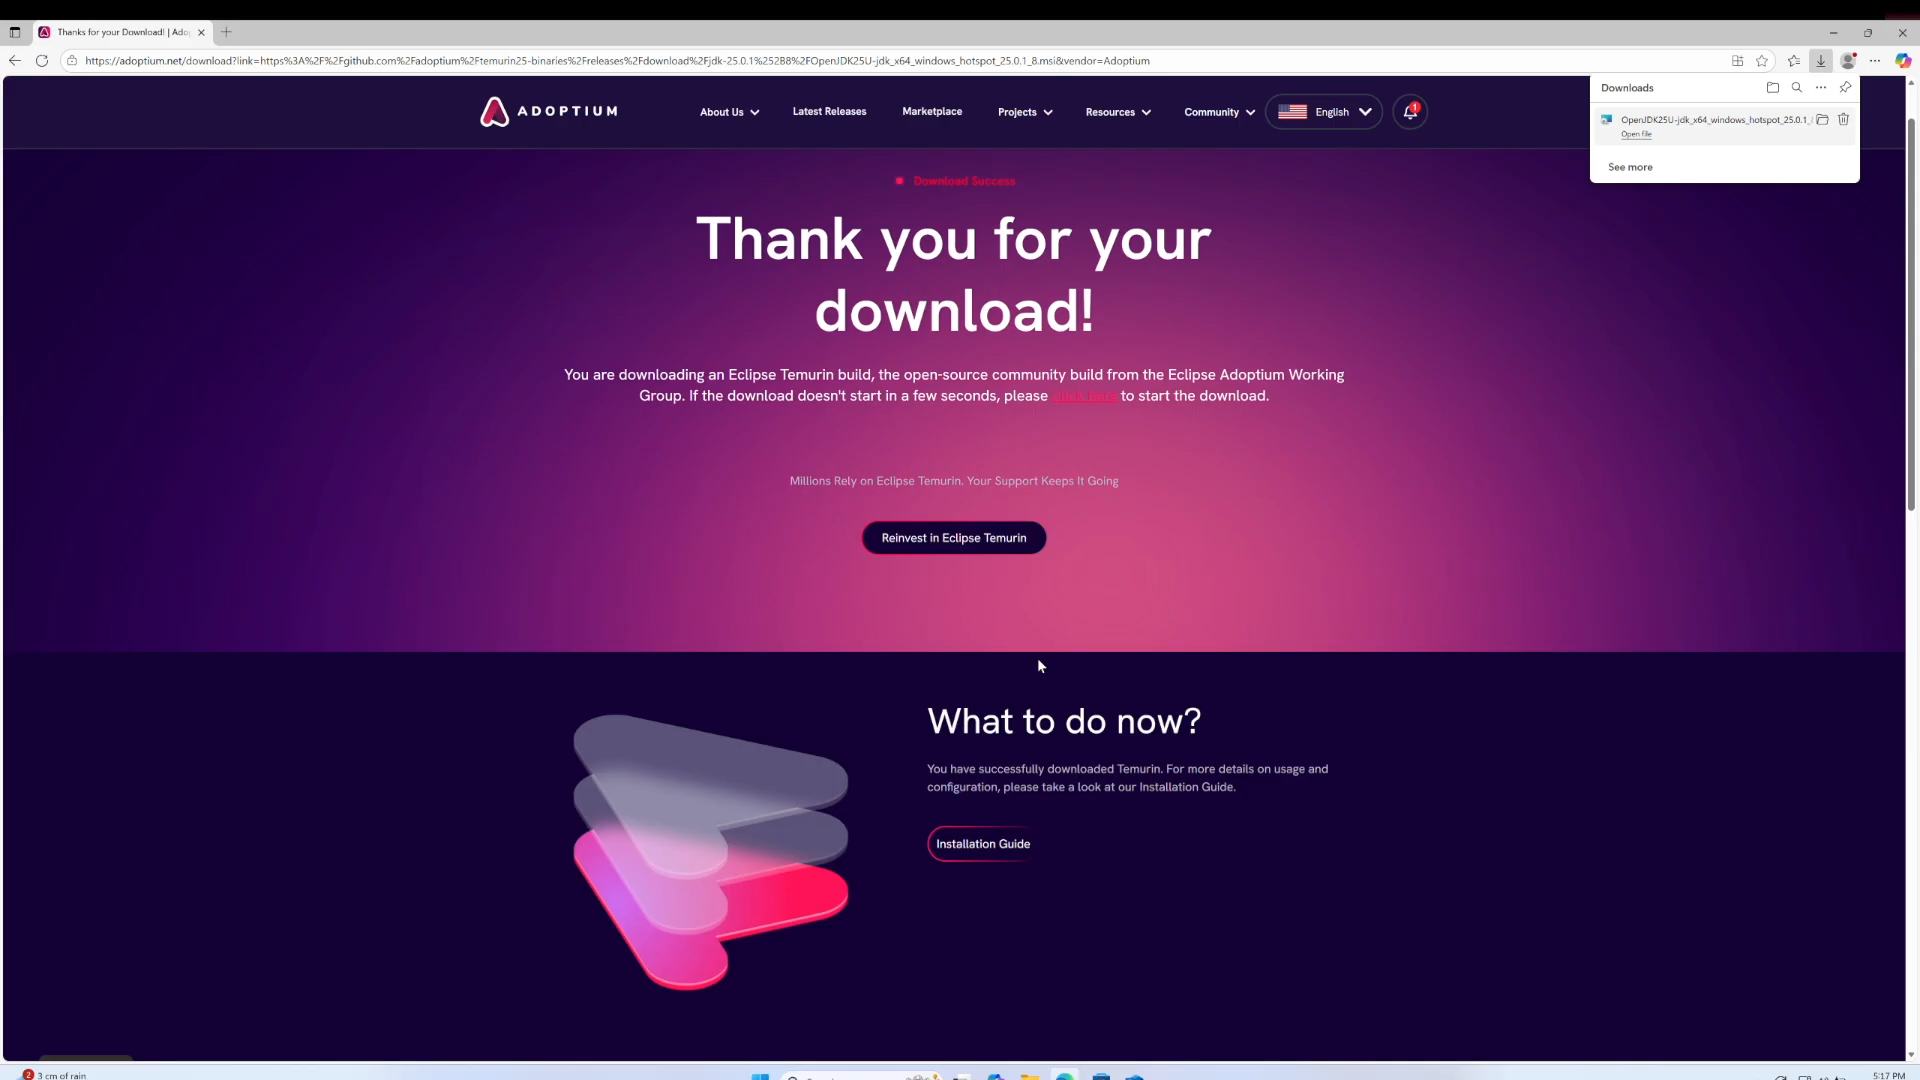 Thanks for your Download! | Ado
https://adoptium.net/download?link=https%3A%2F%2Fgithub.com%2Fadoptium%2Ftemurin25-binaries%2Freleases%2Fdownload%2Fjdk-25.0.1%252B8%2FOpenJDK25U-jdk_x64_windows_hotspot_25.0.1_8.msi&vendor=Adoptium
Downloads
OpenJDK25U-jdk_x64_windows_hotspot_25.0.1_
Open file
See more
ADOPTIUM
About Us
Latest Releases
Marketplace
Projects
Resources
Community
English
1
Download Success
Thank you for your
download!
You are downloading an Eclipse Temurin build, the open-source community build from the Eclipse Adoptium Working
Group. If the download doesn't start in a few seconds, please click here to start the download.
Millions Rely on Eclipse Temurin. Your Support Keeps It Going
Reinvest in Eclipse Temurin
What to do now?
You have successfully downloaded Temurin. For more details on usage and
configuration, please take a look at our Installation Guide.
Installation Guide
2
3 cm of rain
5:17 PM